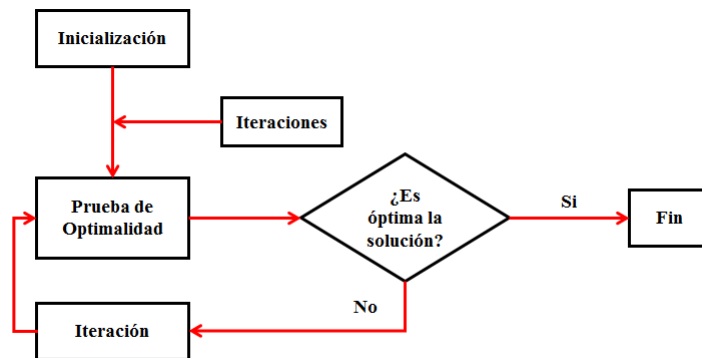 Inicialización
Iteraciones
Prueba de
Optimalidad
¿Es
óptima la
solución?
Si
Fin
No
Iteración